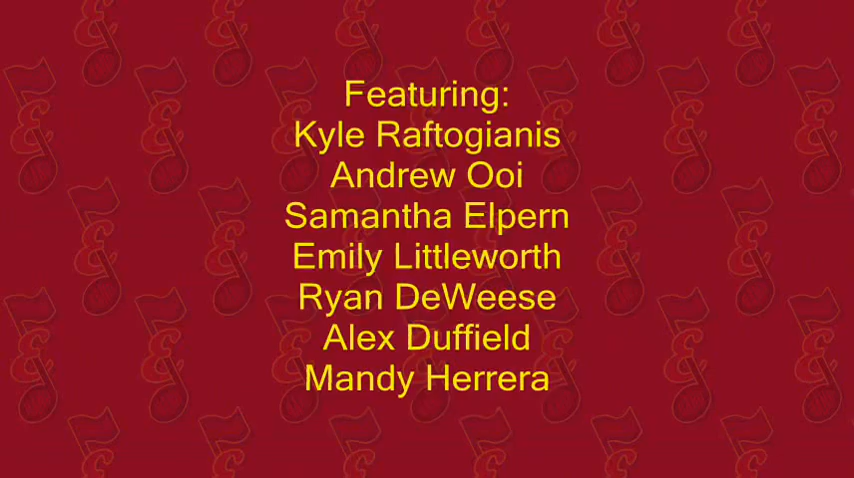 Featuring:
Kyle Raftogianis
Andrew Ooi
Samantha Elpern
Emily Littleworth
Ryan DeWeese
Alex Duffield
Mandy Herrera